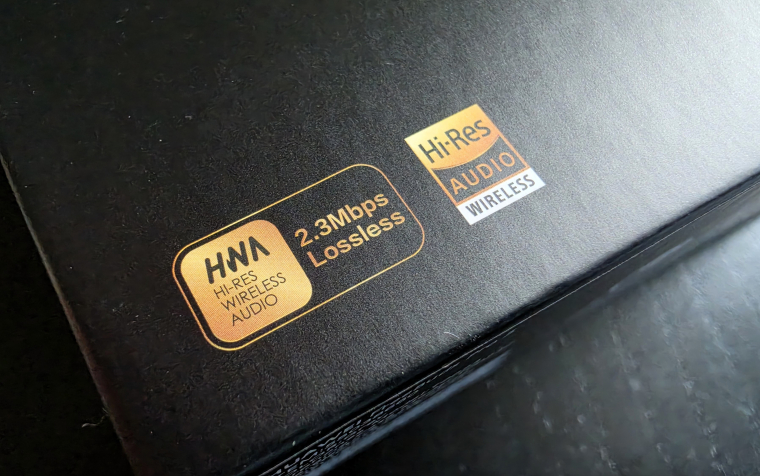 HWA
HI-RES
WIRELESS
AUDIO
2.3Mbps
Lossless
Hi-Res
AUDIO
WIRELESS